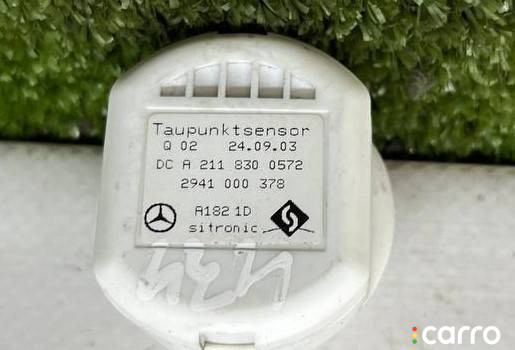 Taupunktsensor
Q 02 24.09.03
DC A 211 830 0572
2941 000 378
A182 1D
sitronic
carro